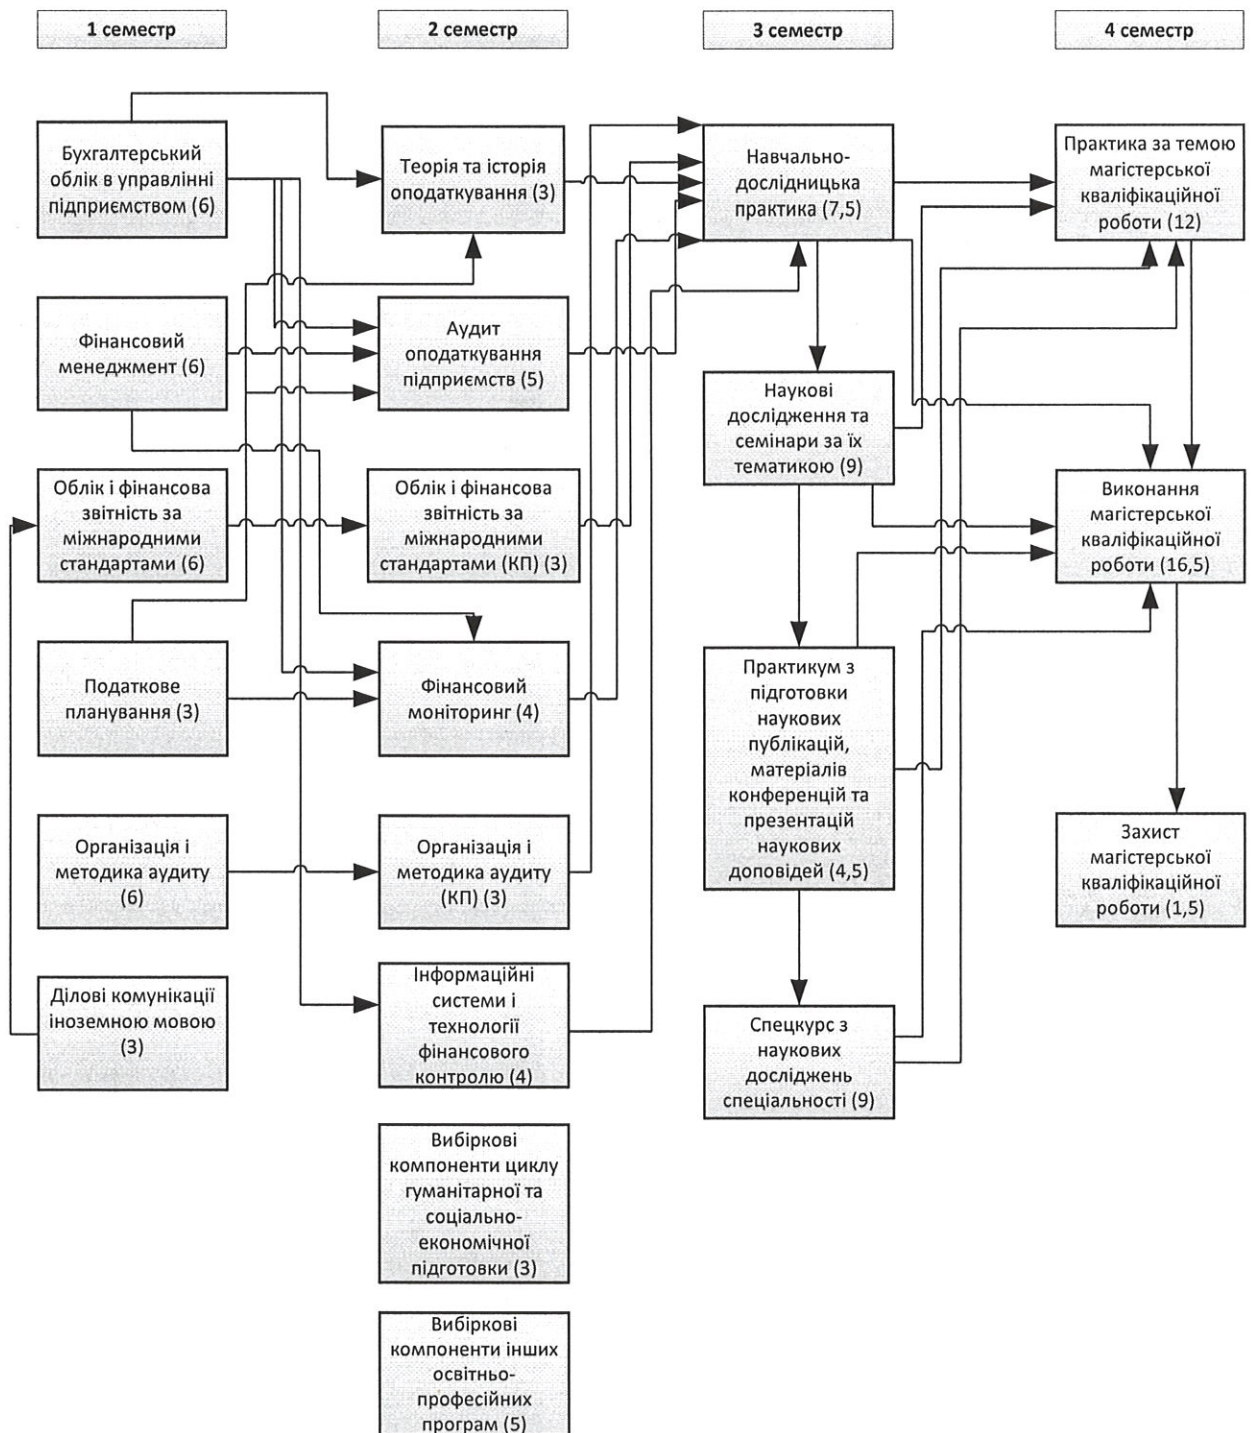 1 семестр
2 семестр
3 семестр
4 семестр
Бухгалтерський
облік в управлінні
підприємством (6)
Фінансовий
менеджмент (6)
Облік і фінансова
звітність за
міжнародними
стандартами (6)
Податкове
планування (3)
Організація і
методика аудиту
(6)
Ділові комунікації
іноземною мовою
(3)
Теорія та історія
оподаткування (3)
Аудит
оподаткування
підприємств (5)
Облік і фінансова
звітність за
міжнародними
стандартами (КП) (3)
Фінансовий
моніторинг (4)
Організація і
методика аудиту
(КП) (3)
Інформаційні
системи і
технології
фінансового
контролю (4)
Вибіркові
компоненти циклу
гуманітарної та
соціально-
економічної
підготовки (3)
Вибіркові
компоненти інших
освітньо-
професійних
програм (5)
Навчально-
дослідницька
практика (7,5)
Наукові
дослідження та
семінари за їх
тематикою (9)
Практикум з
підготовки
наукових
публікацій,
матеріалів
конференцій та
презентацій
наукових
доповідей (4,5)
Спецкурс з
наукових
досліджень
спеціальності (9)
Практика за темою
магістерської
кваліфікаційної
роботи (12)
Виконання
магістерської
кваліфікаційної
роботи (16,5)
Захист
магістерської
кваліфікаційної
роботи (1,5)